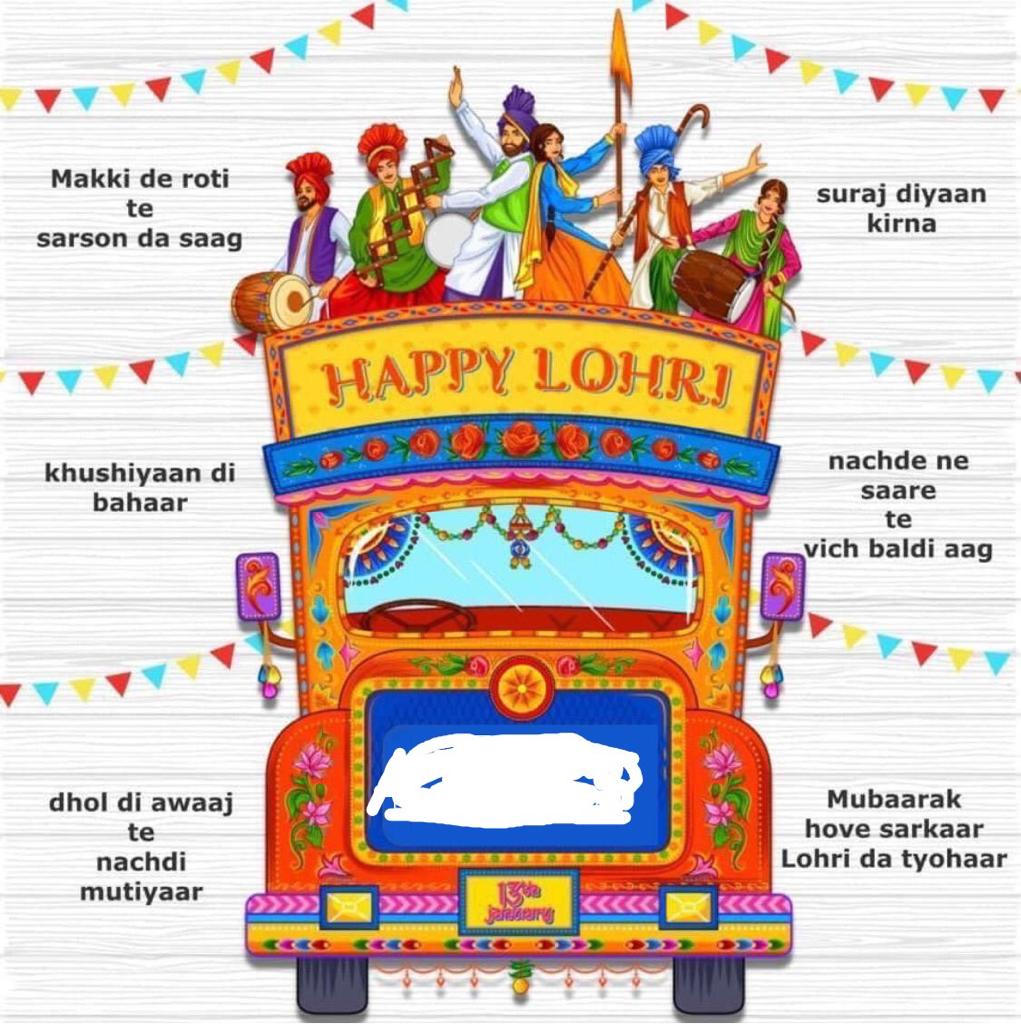 Makki de roti
te
sarson da saag
suraj diyaan
kirna
HAPPY LOHRI
khushiyaan di
bahaar
nachde ne
saare
te
vich baldi aag
dhol di awaaj
te
nachdi
mutiyaar
Mubaarak
hove sarkaar
Lohri da tyohaar
13th
january